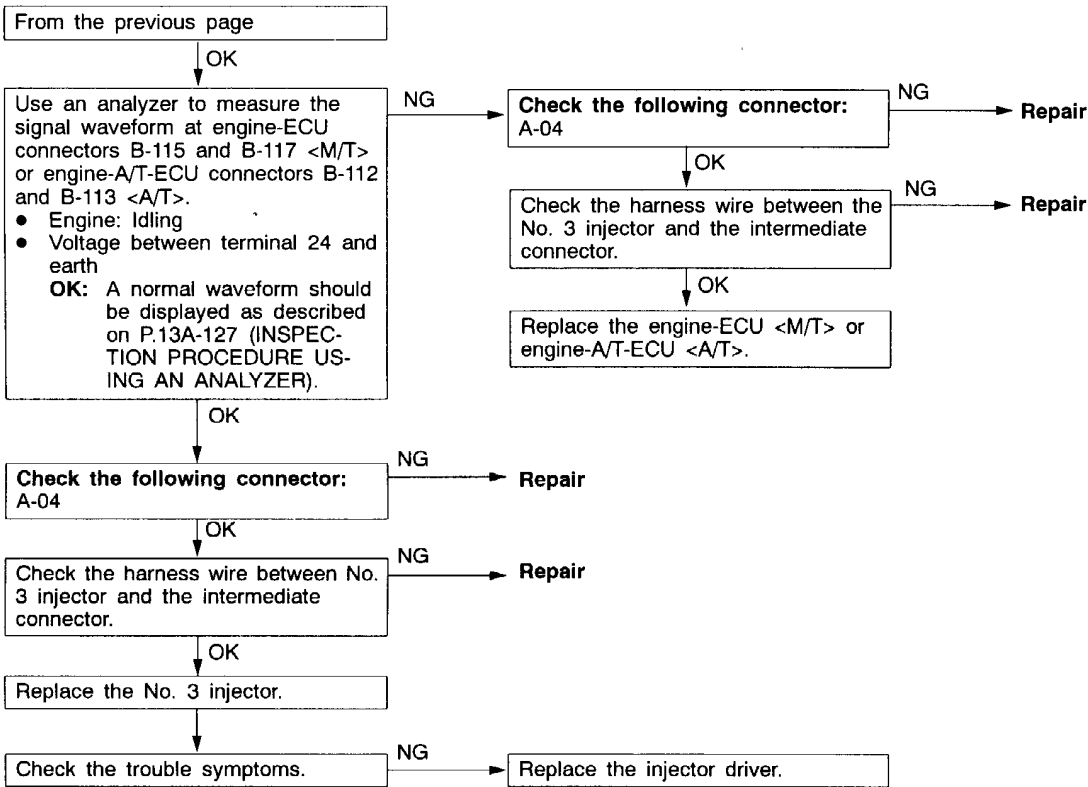 From the previous page
OK
Use an analyzer to measure the
signal waveform at engine-ECU
connectors B-115 and B-117 <M/T>
or engine-A/T-ECU connectors B-112
and B-113 <A/T>.
● Engine: Idling
● Voltage between terminal 24 and
earth
OK: A normal waveform should
be displayed as described
on P.13A-127 (INSPEC-
TION PROCEDURE US-
ING AN ANALYZER).
NG
Check the following connector:
A-04
NG
Repair
OK
Check the harness wire between the
No. 3 injector and the intermediate
connector.
NG
Repair
OK
Replace the engine-ECU <M/T> or
engine-A/T-ECU <A/T>.
OK
Check the following connector:
A-04
NG
Repair
OK
Check the harness wire between No.
3 injector and the intermediate
connector.
NG
Repair
OK
Replace the No. 3 injector.
Check the trouble symptoms.
NG
Replace the injector driver.